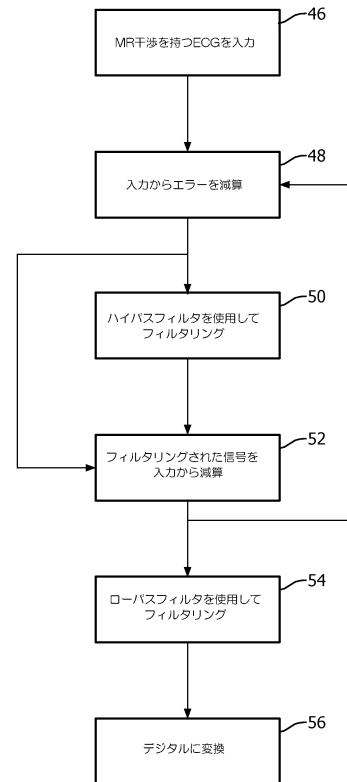 46
MR干渉を持つECGを入力
48
入力からエラーを減算
50
ハイパスフィルタを使用して
フィルタリング
52
フィルタリングされた信号を
入力から減算
54
ローパスフィルタを使用して
フィルタリング
56
デジタルに変換